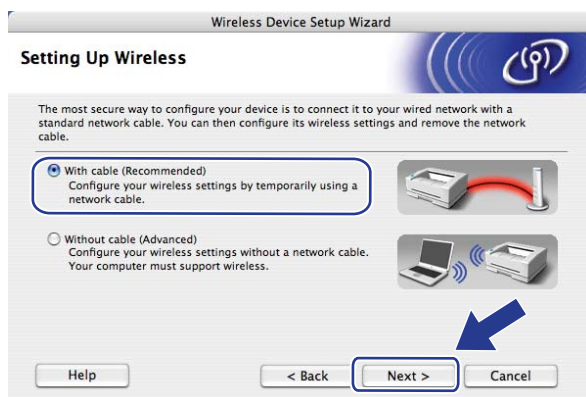 Wireless Device Setup Wizard
Setting Up Wireless
The most secure way to configure your device is to connect it to your wired network with a
standard network cable. You can then configure its wireless settings and remove the network
cable.
With cable (Recommended)
Configure your wireless settings by temporarily using a
network cable.
Without cable (Advanced)
Configure your wireless settings without a network cable.
Your computer must support wireless.
Help
< Back
Next >
Cancel